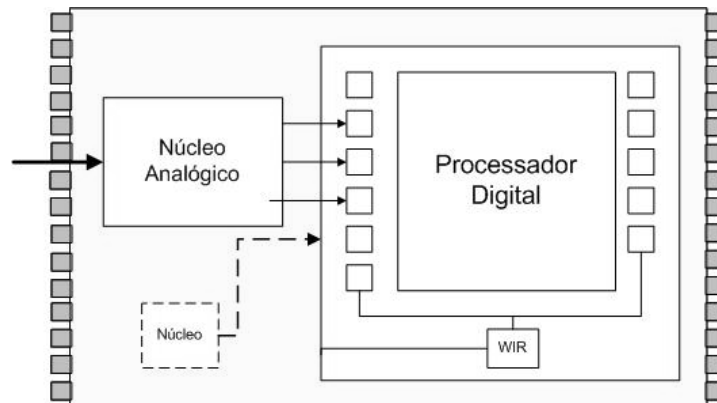 Núcleo
Analógico
Processador
Digital
Núcleo
WIR